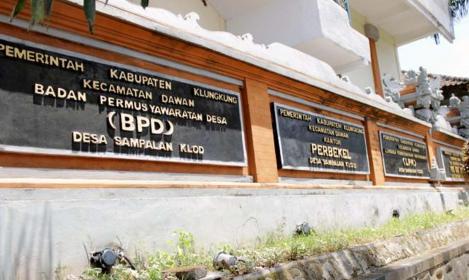 PEMERINTAH KABUPATEN KLUNGKUNG
KECAMATAN DAWAN
BADAN PERMUSYAWARATAN DESA
(BPD)
DESA SAMPALAN KLOD
PEMERINTAH KABUPATEN KLUNGKUNG
KECAMATAN DAWAN
KANTOR
PERBEKEL
DESA SAMPALAN KLOD
(LPM)